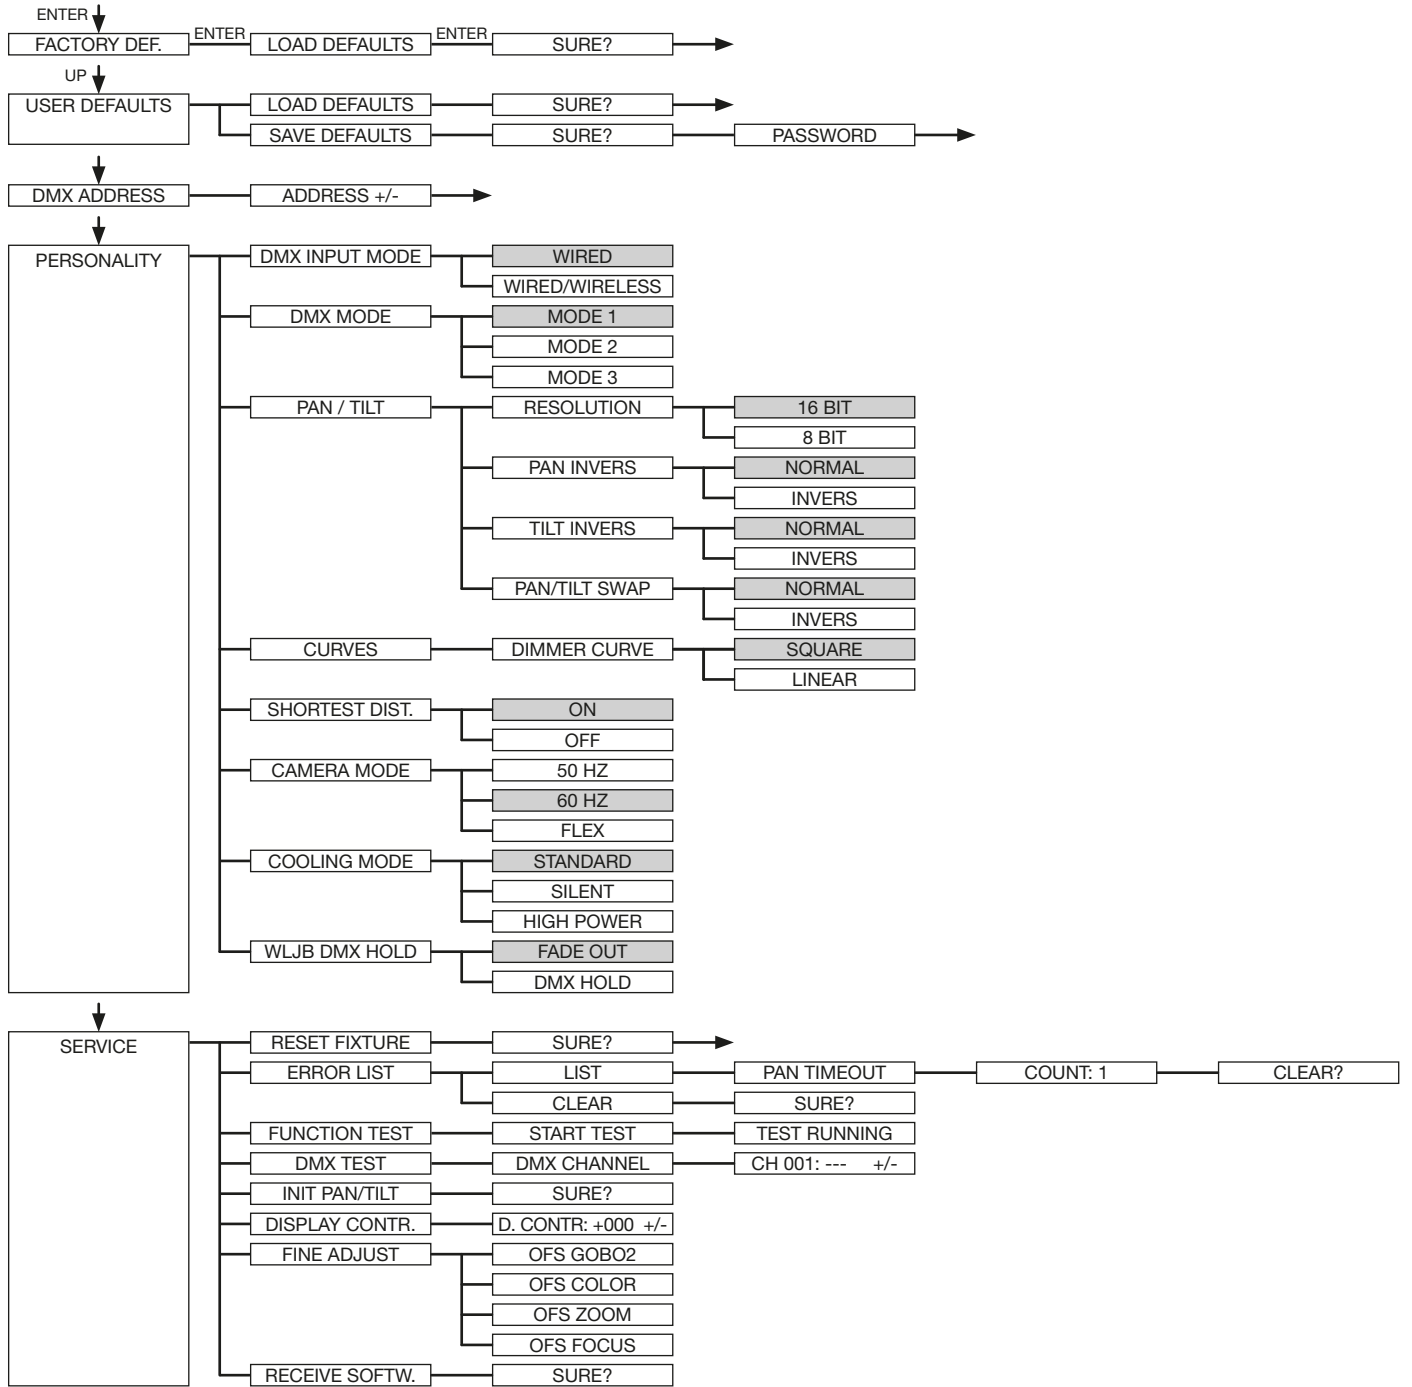 ENTER
FACTORY DEF. ENTER LOAD DEFAULTS ENTER SURE?
UP
USER DEFAULTS LOAD DEFAULTS SURE?
SAVE DEFAULTS SURE? PASSWORD
DMX ADDRESS ADDRESS +/-
PERSONALITY DMX INPUT MODE WIRED
WIRED/WIRELESS
DMX MODE MODE 1
MODE 2
MODE 3
PAN / TILT RESOLUTION 16 BIT
8 BIT
PAN INVERS NORMAL
INVERS
TILT INVERS NORMAL
INVERS
PAN/TILT SWAP NORMAL
INVERS
CURVES DIMMER CURVE SQUARE
LINEAR
SHORTEST DIST. ON
OFF
CAMERA MODE 50 HZ
60 HZ
FLEX
COOLING MODE STANDARD
SILENT
HIGH POWER
WLJB DMX HOLD FADE OUT
DMX HOLD
SERVICE RESET FIXTURE SURE?
ERROR LIST LIST PAN TIMEOUT COUNT: 1 CLEAR?
CLEAR SURE?
FUNCTION TEST START TEST TEST RUNNING
DMX TEST DMX CHANNEL CH 001: --- +/-
INIT PAN/TILT SURE?
DISPLAY CONTR. D. CONTR: +000 +/-
FINE ADJUST OFS GOBO2
OFS COLOR
OFS ZOOM
OFS FOCUS
RECEIVE SOFTW. SURE?